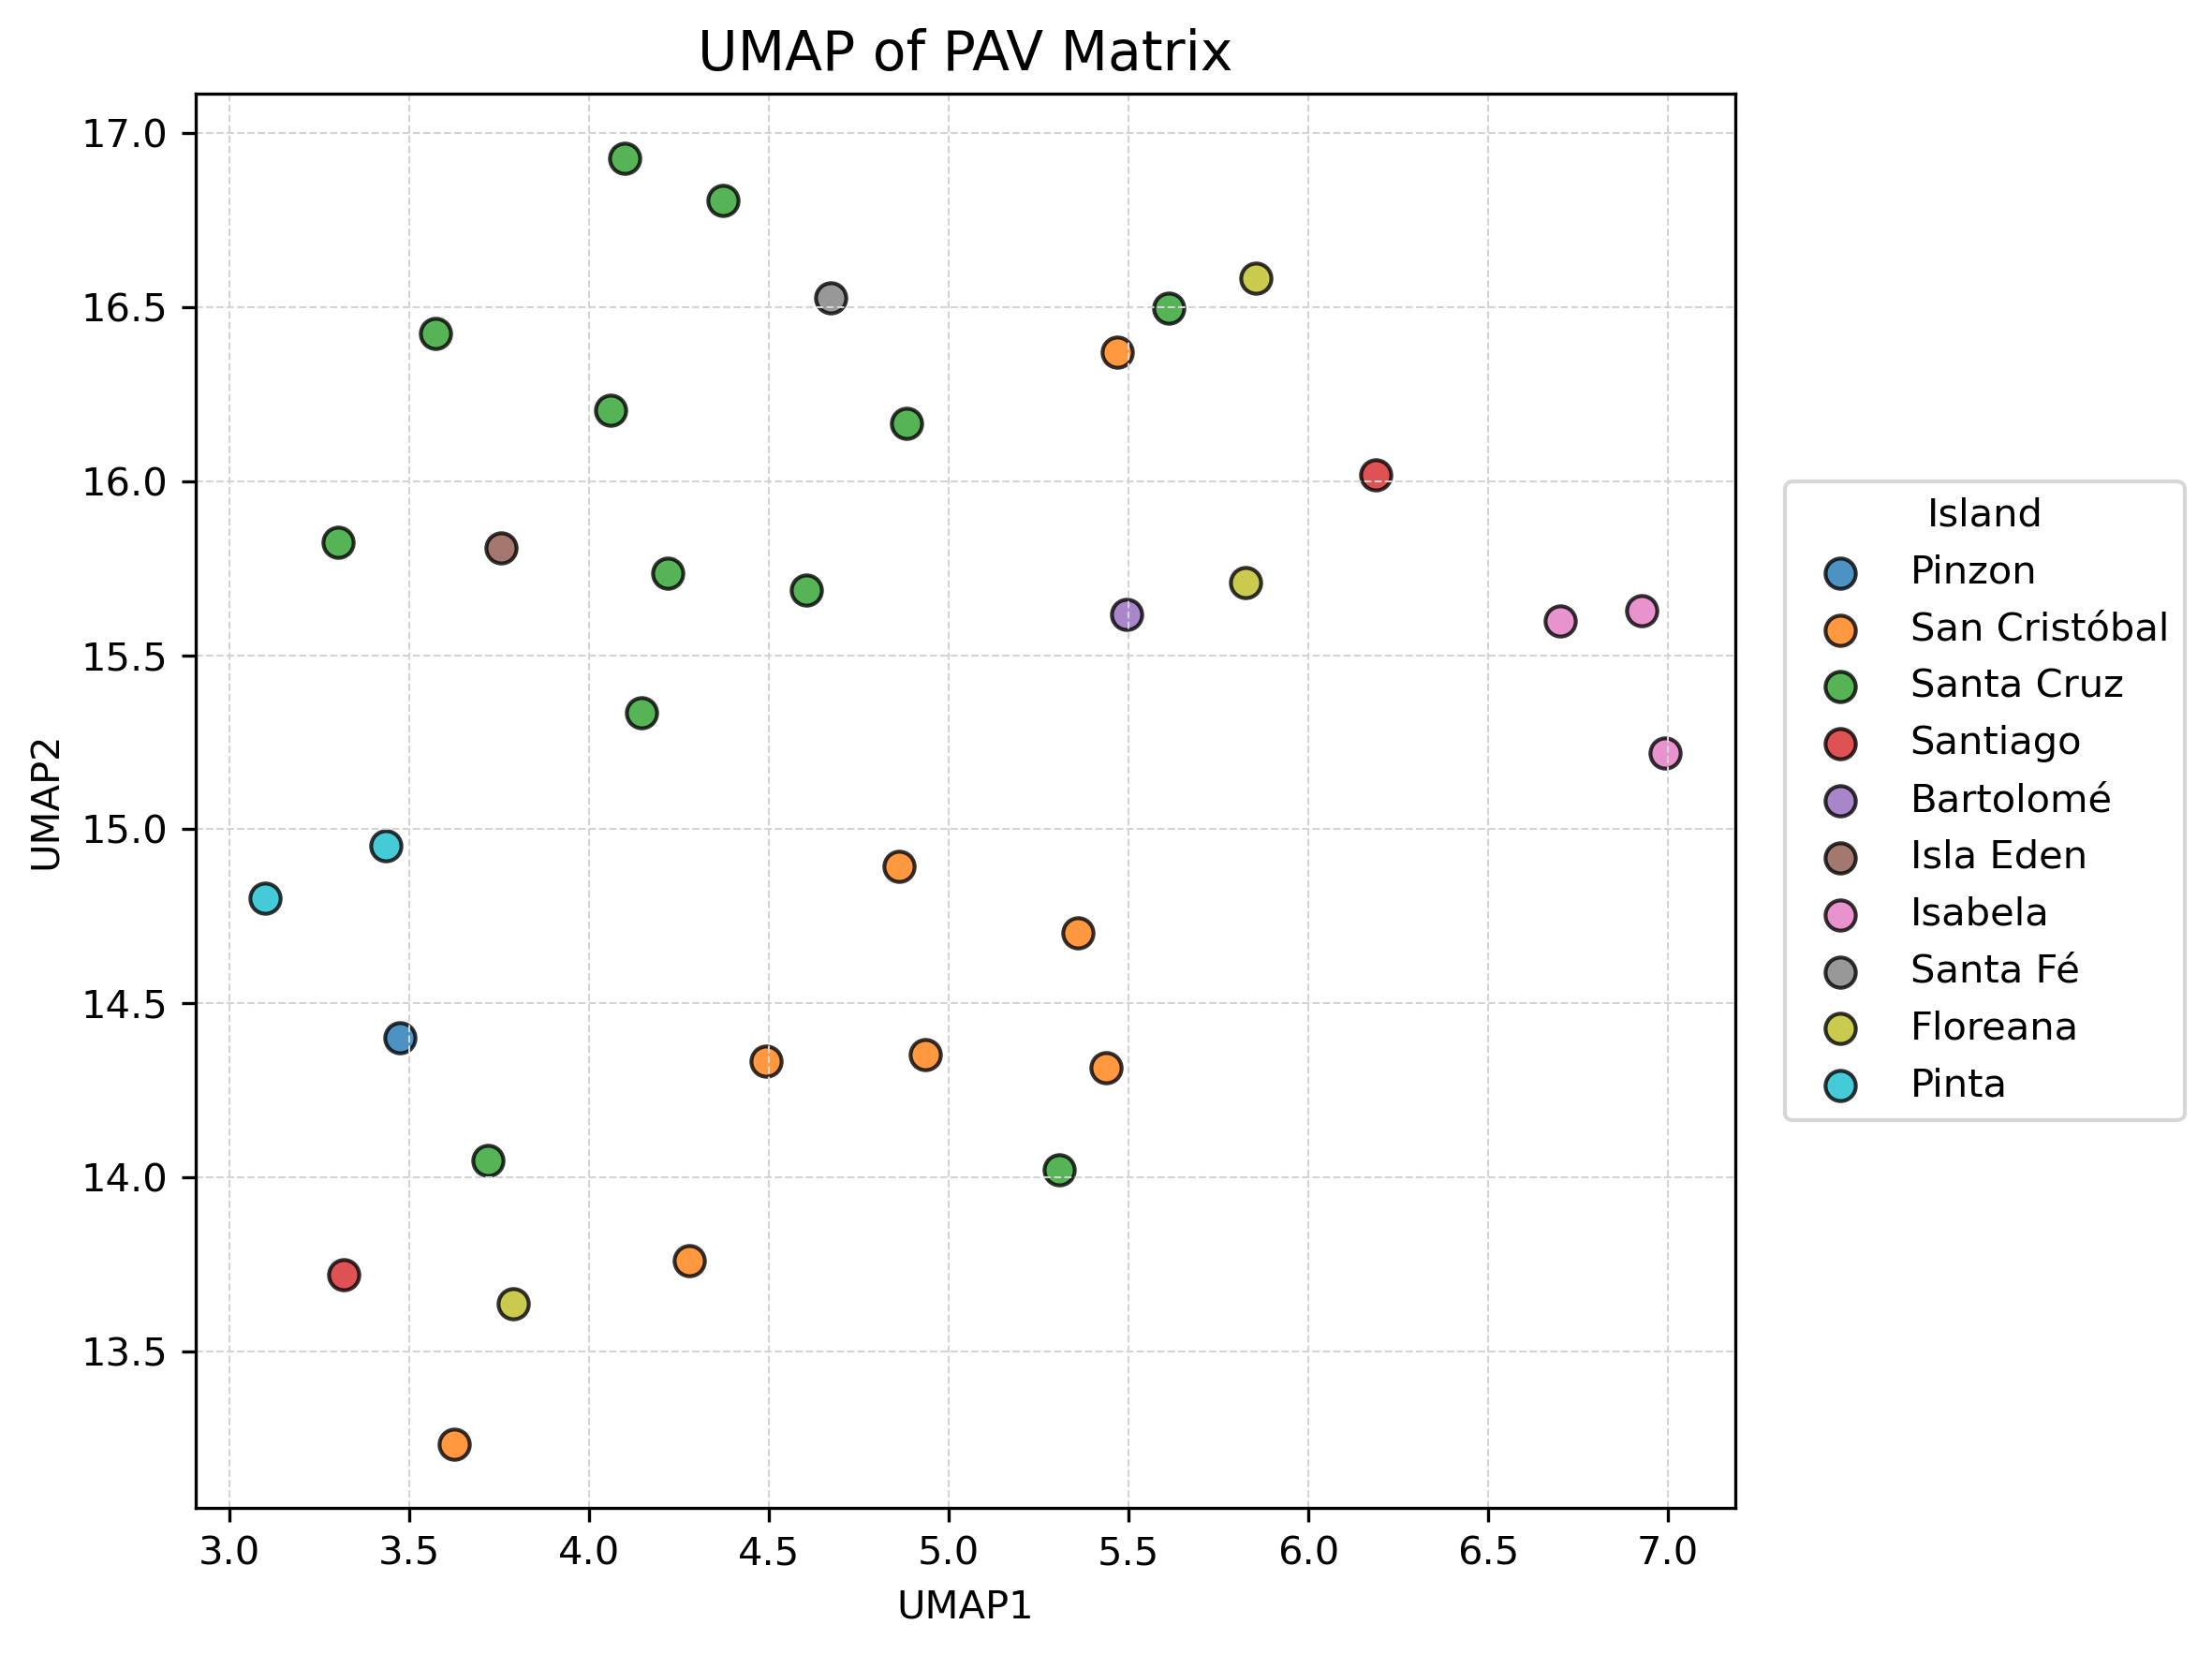 UMAP of PAV Matrix
17.0
16.5
16.0
15.5
15.0
14.5
14.0
13.5
UMAP2
3.0 3.5 4.0 4.5 5.0 5.5 6.0 6.5 7.0
UMAP1
Island
Pinzon
San Cristóbal
Santa Cruz
Santiago
Bartolomé
Isla Eden
Isabela
Santa Fé
Floreana
Pinta